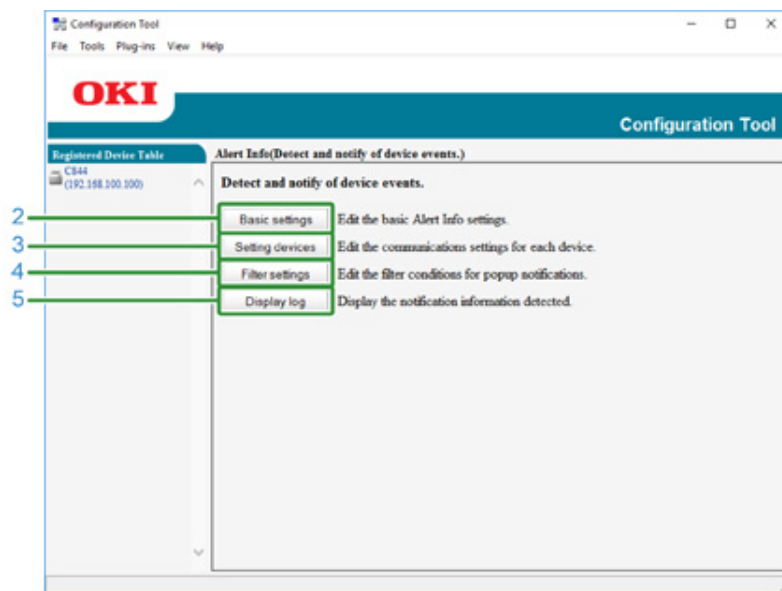 Configuration Tool
File Tools Plug-ins View Help
OKI
Configuration Tool
Registered Device Table
Alert Info(Detect and notify of device events.)
C844
(192.168.100.100)
Detect and notify of device events.
2 Basic settings Edit the basic Alert Info settings.
3 Setting devices Edit the communications settings for each device.
4 Filter settings Edit the filter conditions for popup notifications.
5 Display log Display the notification information detected.